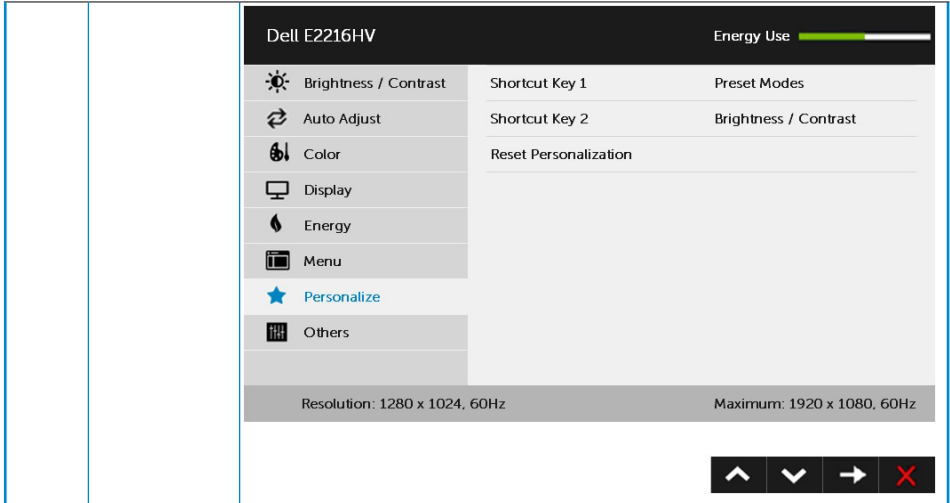 Dell E2216HV Energy Use
Brightness / Contrast Shortcut Key 1 Preset Modes
Auto Adjust Shortcut Key 2 Brightness / Contrast
Color Reset Personalization
Display
Energy
Menu
Personalize
Others
Resolution: 1280 x 1024, 60Hz Maximum: 1920 x 1080, 60Hz